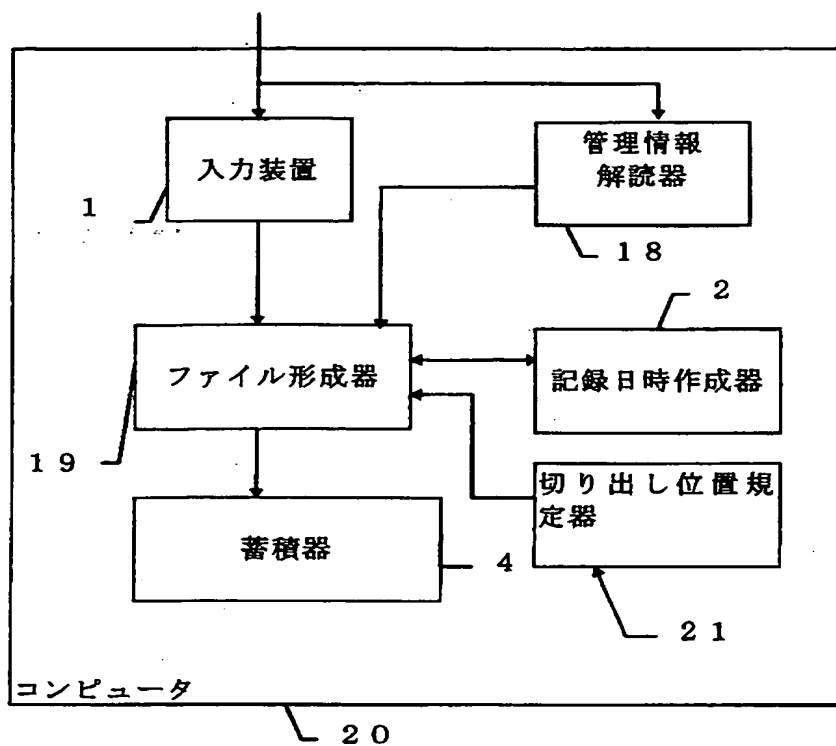 入力装置
管理情報
解読器
1
18
2
ファイル形成器
記録日時作成器
19
切り出し位置規
定器
蓄積器
4
21
コンピュータ
20